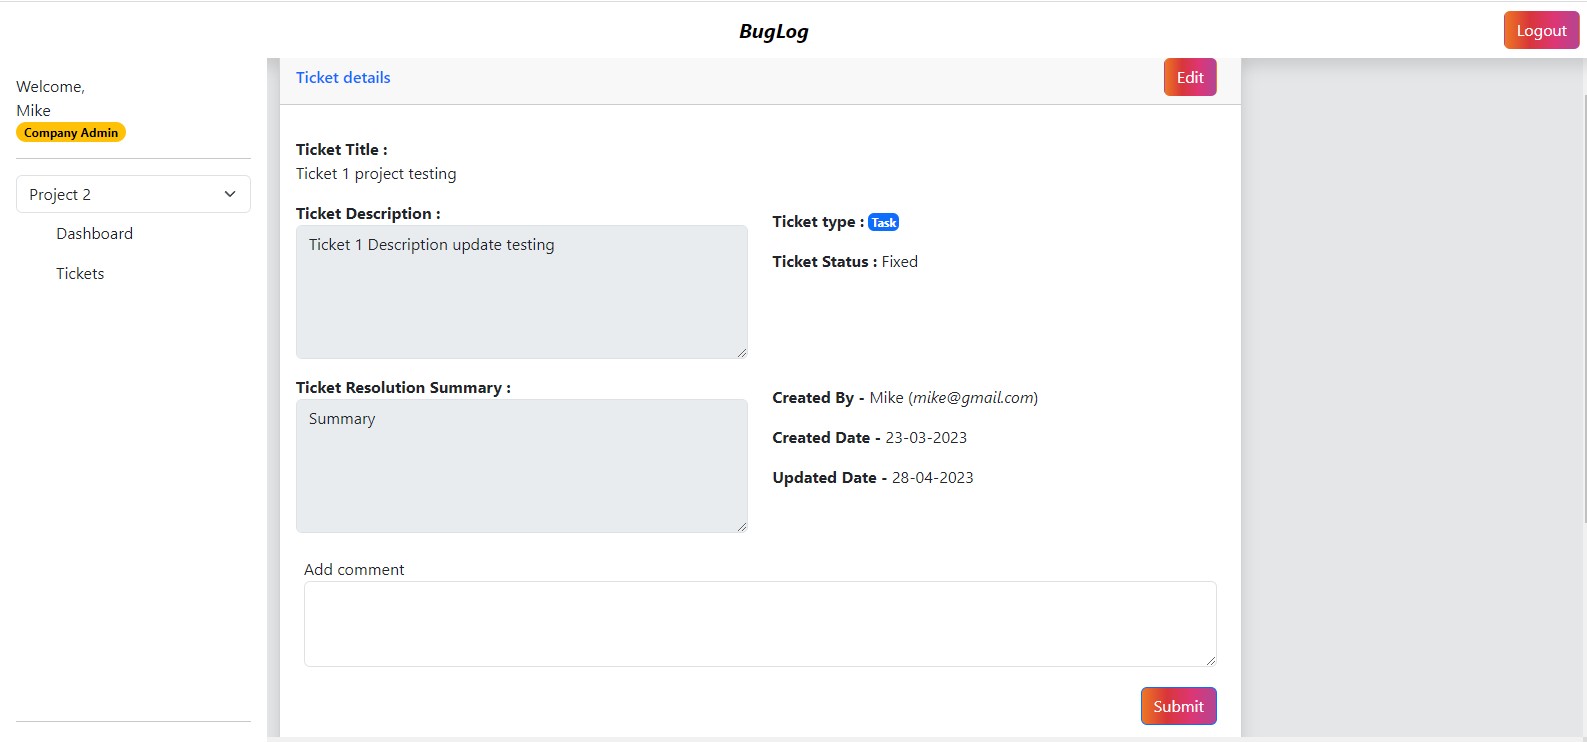 BugLog
Logout
Welcome,
Mike
Company Admin
Project 2
Dashboard
Tickets
Ticket details
Edit
Ticket Title :
Ticket 1 project testing
Ticket Description :
Ticket 1 Description update testing
Ticket type : Task
Ticket Status : Fixed
Ticket Resolution Summary :
Summary
Created By - Mike (mike@gmail.com)
Created Date - 23-03-2023
Updated Date - 28-04-2023
Add comment
Submit